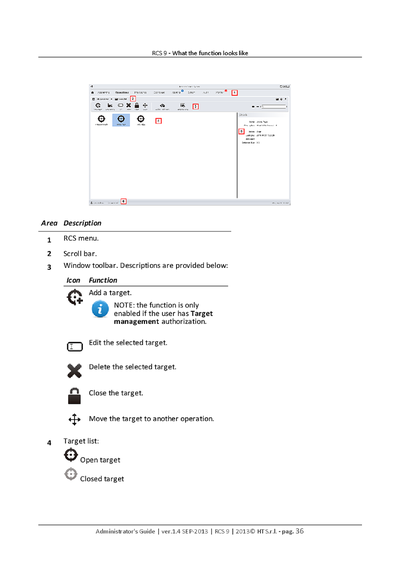 RCS 9 - What the function looks like
Area Description
1 RCS menu.
2 Scroll bar.
3 Window toolbar. Descriptions are provided below:
Icon Function
Add a target.
NOTE: the function is only
enabled if the user has Target
management authorization.
Edit the selected target.
Delete the selected target.
Close the target.
Move the target to another operation.
4 Target list:
Open target
Closed target
Administrator's Guide | ver.1.4 SEP-2013 | RCS 9 | 2013© HT S.r.l. - pag. 36